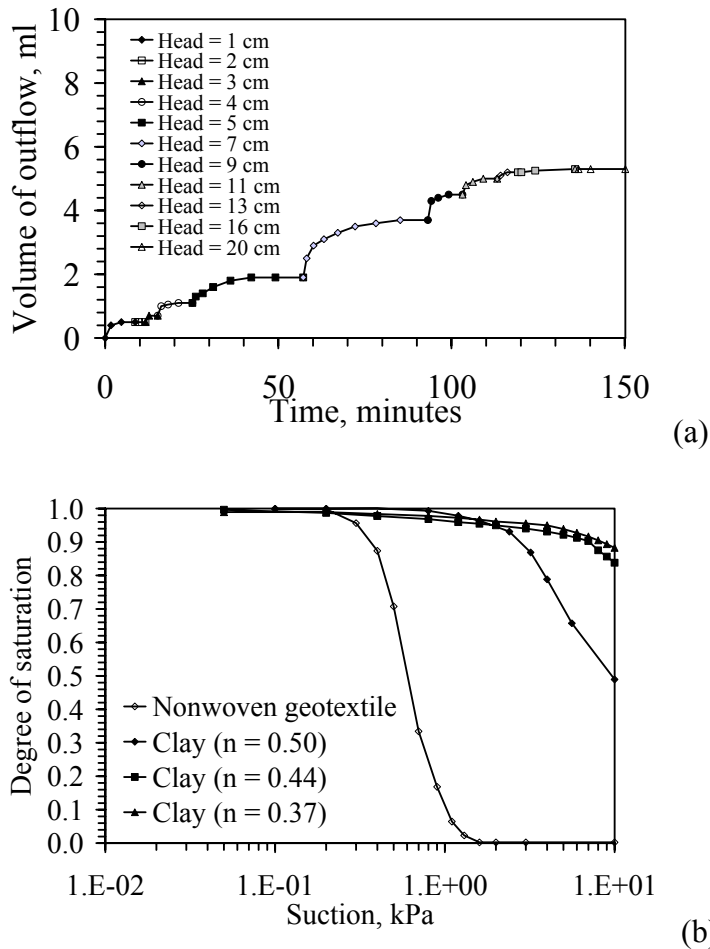 10
8
6
4
2
0
Volume of outflow, ml
Head = 1 cm
Head = 2 cm
Head = 3 cm
Head = 4 cm
Head = 5 cm
Head = 7 cm
Head = 9 cm
Head = 11 cm
Head = 13 cm
Head = 16 cm
Head = 20 cm
0 50 100 150
Time, minutes
(a)
1.0
0.9
0.8
0.7
0.6
0.5
0.4
0.3
0.2
0.1
0.0
Degree of saturation
Nonwoven geotextile
Clay (n = 0.50)
Clay (n = 0.44)
Clay (n = 0.37)
1.E-02 1.E-01 1.E+00 1.E+01
Suction, kPa
(b)